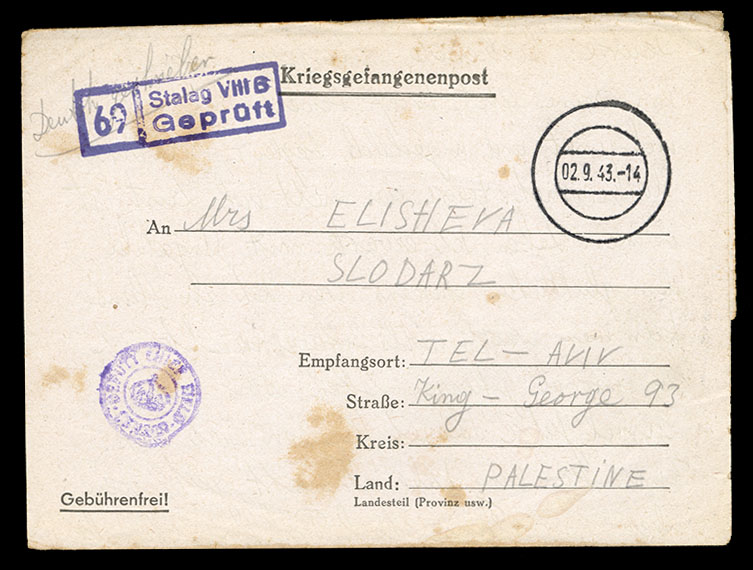 Deutsch
Kriegsgefangenenpost
69 Stalag VIII B
Geprüft
02.9.43.-14
An Mrs ELISHEVA
SLODARZ
Empfangsort: TEL-AVIV
Straße: King-George 93
Kreis:
Land: PALESTINE
Landesteil (Provinz usw.)
Gebührenfrei!